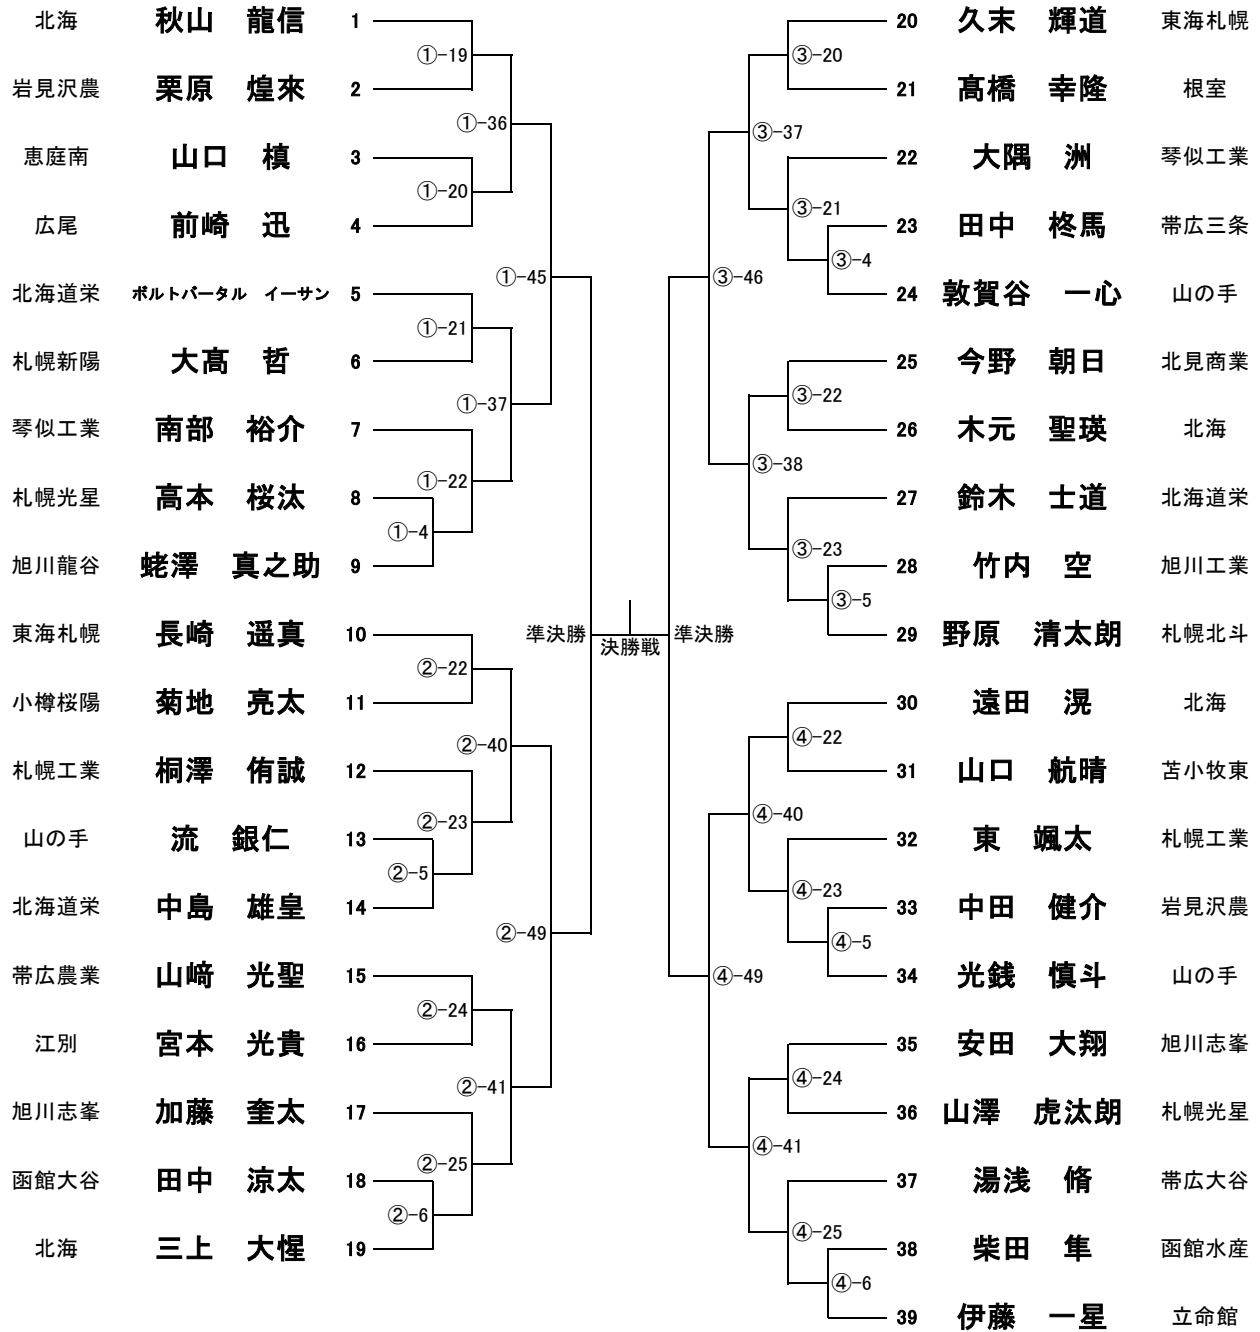 北海 秋山 龍信 1
①-19
岩見沢農 栗原 煌來 2
①-36
恵庭南 山口 槙 3
①-20
広尾 前崎 迅 4
①-45
北海道栄 ボルトバータル イーサン 5
①-21
札幌新陽 大髙 哲 6
①-37
琴似工業 南部 裕介 7
①-22
札幌光星 高本 桜汰 8
①-4
旭川龍谷 蛯澤 真之助 9
東海札幌 長崎 遥真 10
②-22
小樽桜陽 菊地 亮太 11
②-40
札幌工業 桐澤 侑誠 12
②-23
山の手 流 銀仁 13
②-5
北海道栄 中島 雄皇 14
②-49
帯広農業 山﨑 光聖 15
②-24
江別 宮本 光貴 16
②-41
旭川志峯 加藤 奎太 17
②-25
函館大谷 田中 涼太 18
②-6
北海 三上 大惺 19
準決勝 決勝戦 準決勝
20 久末 輝道 東海札幌
③-20
21 髙橋 幸隆 根室
③-37
22 大隅 洲 琴似工業
③-21
23 田中 柊馬 帯広三条
③-4
24 敦賀谷 一心 山の手
③-46
25 今野 朝日 北見商業
③-22
26 木元 聖瑛 北海
③-38
27 鈴木 士道 北海道栄
③-23
28 竹内 空 旭川工業
③-5
29 野原 清太朗 札幌北斗
30 遠田 滉 北海
④-22
31 山口 航晴 苫小牧東
④-40
32 東 颯太 札幌工業
④-23
33 中田 健介 岩見沢農
④-5
34 光銭 慎斗 山の手
④-49
35 安田 大翔 旭川志峯
④-24
36 山澤 虎汰朗 札幌光星
④-41
37 湯浅 脩 帯広大谷
④-25
38 柴田 隼 函館水産
④-6
39 伊藤 一星 立命館